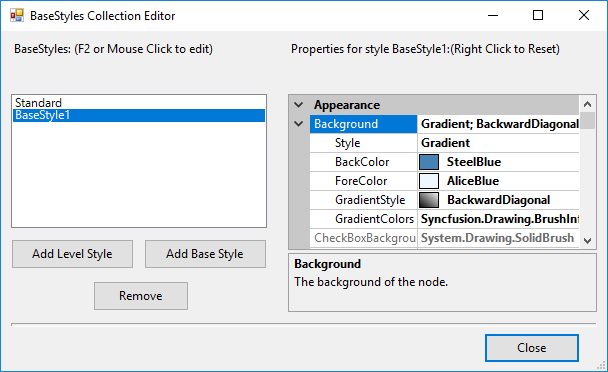 BaseStyles Collection Editor
BaseStyles: (F2 or Mouse Click to edit)
Properties for style BaseStyle1:(Right Click to Reset)
Standard
BaseStyle1
Appearance
Background Gradient; BackwardDiagonal
Style Gradient
BackColor SteelBlue
ForeColor AliceBlue
GradientStyle BackwardDiagonal
GradientColors Syncfusion.Drawing.BrushInf
CheckBoxBackgrou System.Drawing.SolidBrush
Add Level Style
Add Base Style
Remove
Background
The background of the node.
Close